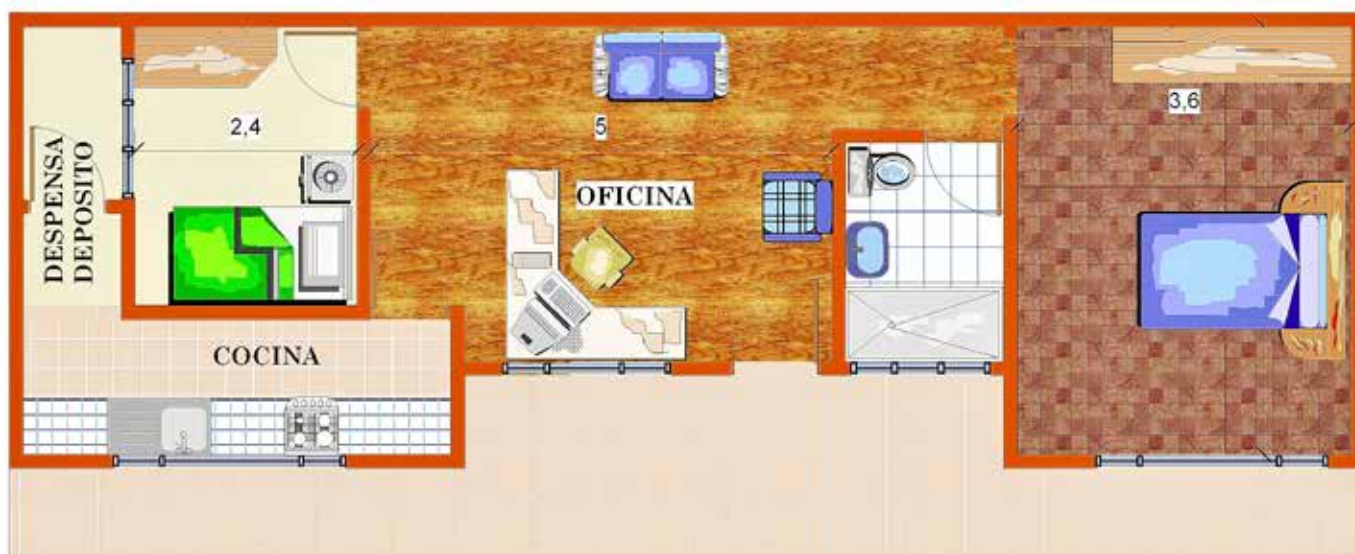 2,4
5
3,6
DESPENSA
DEPOSITO
OFICINA
COCINA